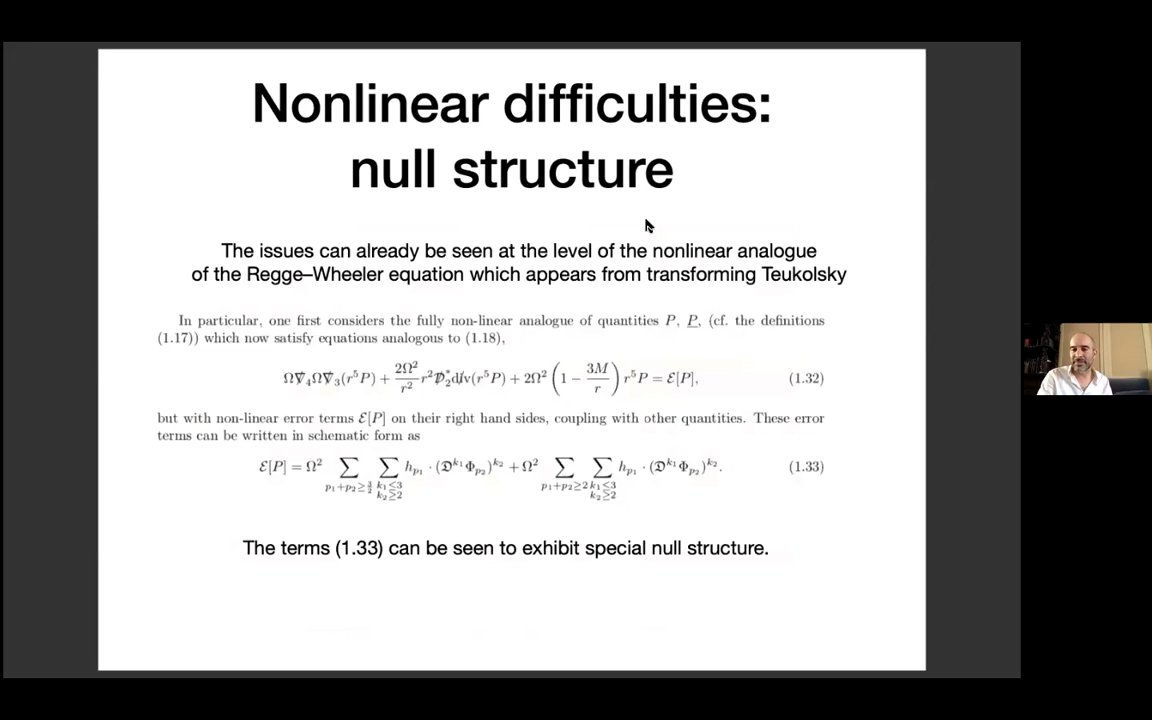 Nonlinear difficulties:
null structure
The issues can already be seen at the level of the nonlinear analogue
of the Regge–Wheeler equation which appears from transforming Teukolsky
In particular, one first considers the fully non-linear analogue of quantities P, P̲, (cf. the definitions
(1.17)) which now satisfy equations analogous to (1.18),
Ω∇̸₄Ω∇̸₃(r⁵P) + 2Ω²/r² r²𝒟̸₂*div̸(r⁵P) + 2Ω² (1 − 3M/r) r⁵P = ℰ[P], (1.32)
but with non-linear error terms ℰ[P] on their right hand sides, coupling with other quantities. These error
terms can be written in schematic form as
ℰ[P] = Ω² ∑_{p₁+p₂≥3/2} ∑_{k₁≤3, k₂≥2} h_{p₁} · (𝔇^{k₁}Φ_{p₂})^{k₂} + Ω² ∑_{p₁+p₂≥2} ∑_{k₁≤3, k₂≥2} h_{p₁} · (𝔇^{k₁}Φ_{p₂})^{k₂}. (1.33)
The terms (1.33) can be seen to exhibit special null structure.